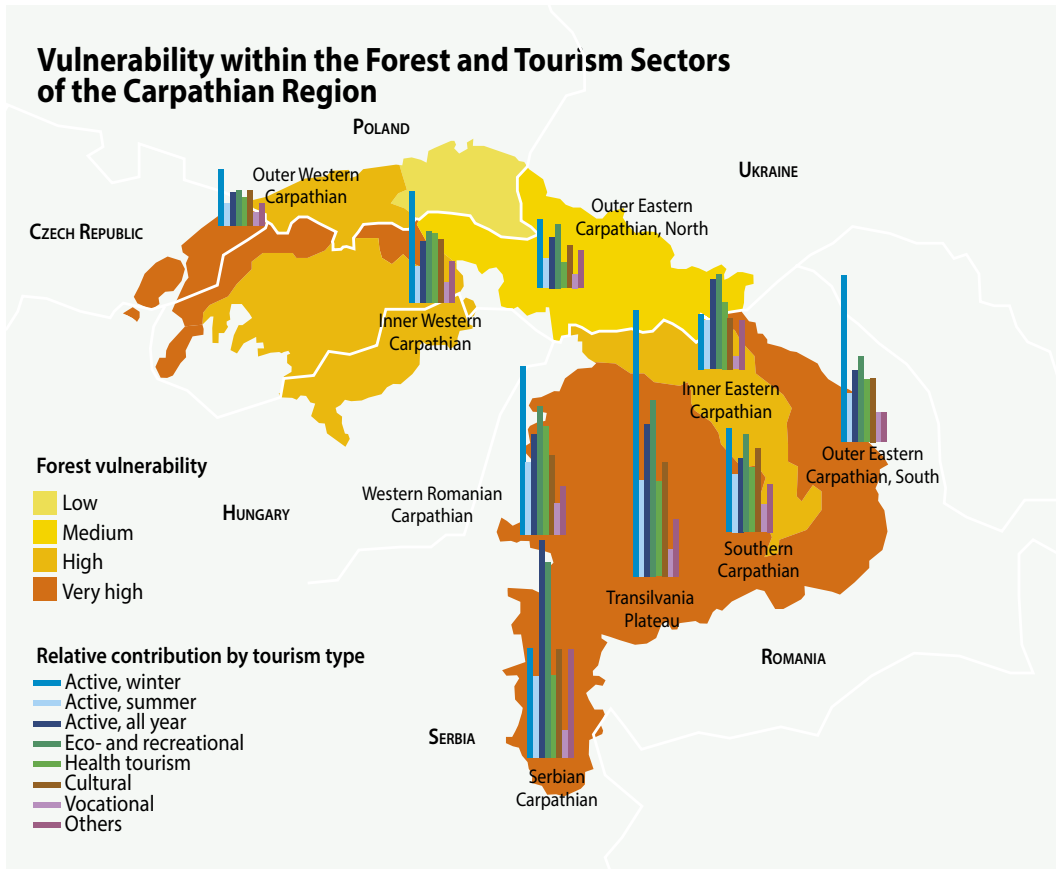 Vulnerability within the Forest and Tourism Sectors
of the Carpathian Region
POLAND
UKRAINE
CZECH REPUBLIC
Outer Western
Carpathian
Outer Eastern
Carpathian, North
Inner Western
Carpathian
Inner Eastern
Carpathian
Outer Eastern
Carpathian, South
Western Romanian
Carpathian
HUNGARY
Southern
Carpathian
Transilvania
Plateau
ROMANIA
SERBIA
Serbian
Carpathian
Forest vulnerability
Low
Medium
High
Very high
Relative contribution by tourism type
Active, winter
Active, summer
Active, all year
Eco- and recreational
Health tourism
Cultural
Vocational
Others